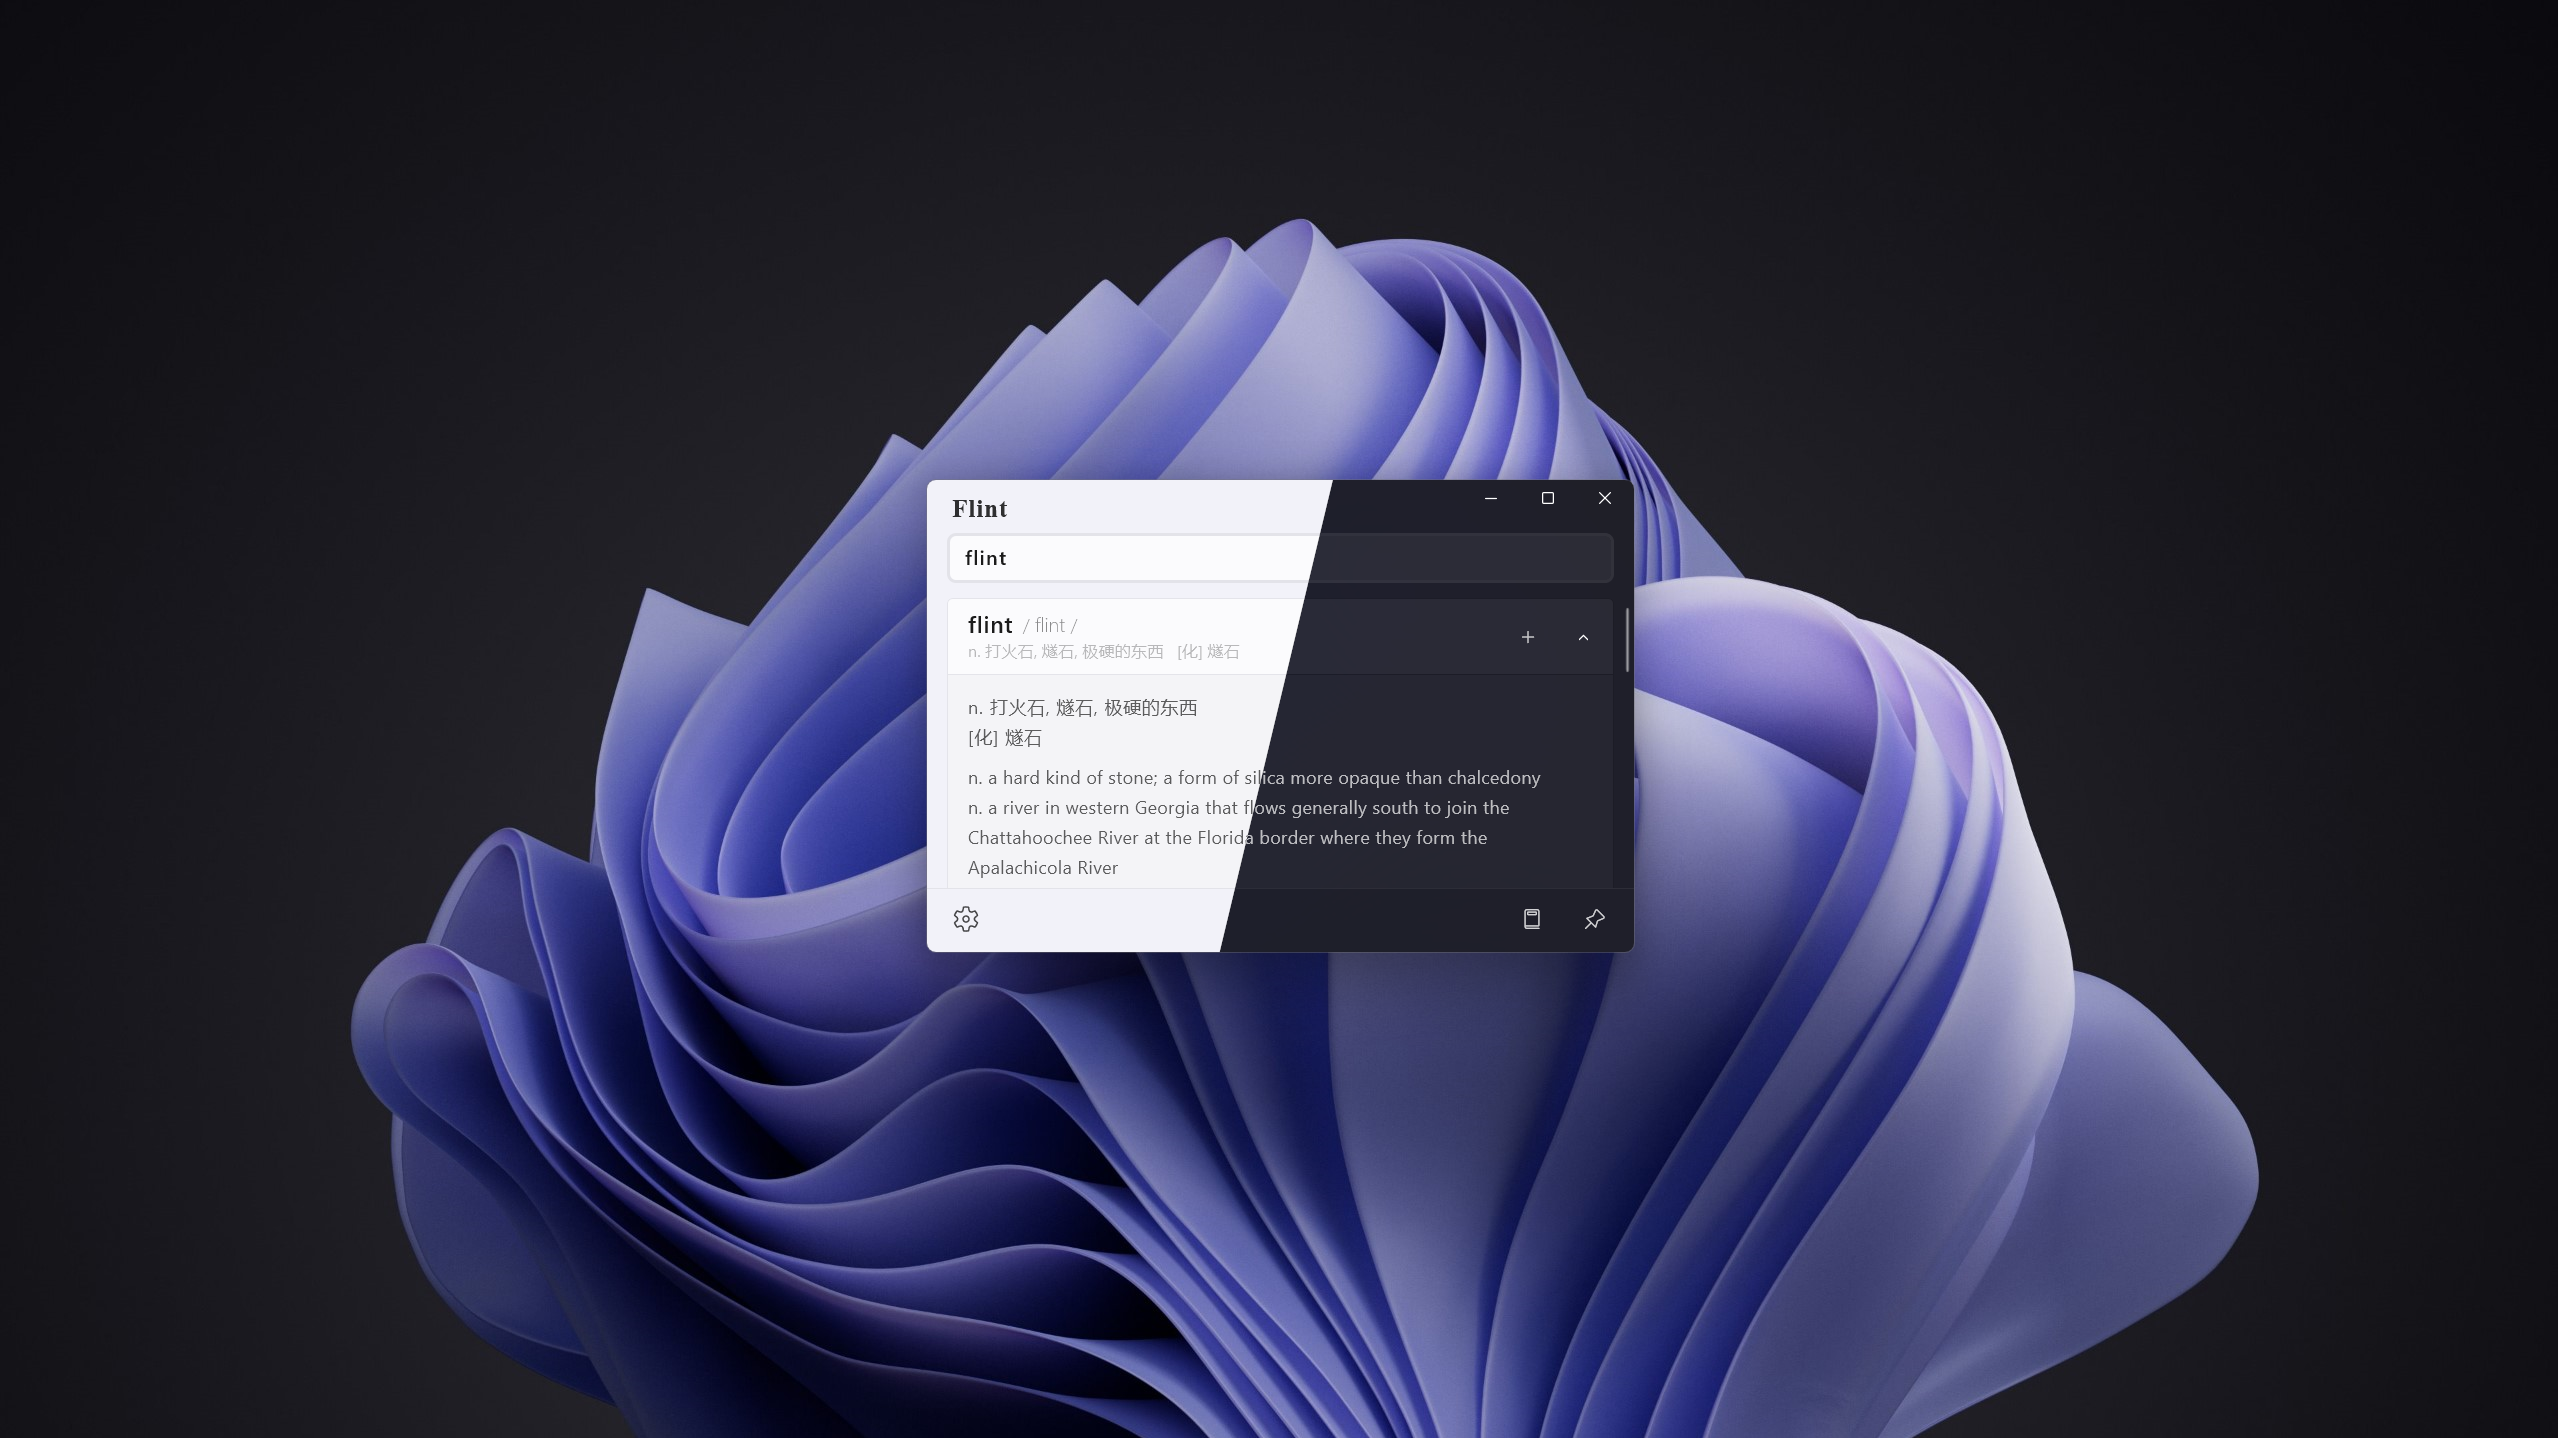 Flint
flint
flint / flint /
n. 打火石, 燧石, 极硬的东西 [化] 燧石
n. 打火石, 燧石, 极硬的东西
[化] 燧石
n. a hard kind of stone; a form of silica more opaque than chalcedony
n. a river in western Georgia that flows generally south to join the
Chattahoochee River at the Florida border where they form the
Apalachicola River